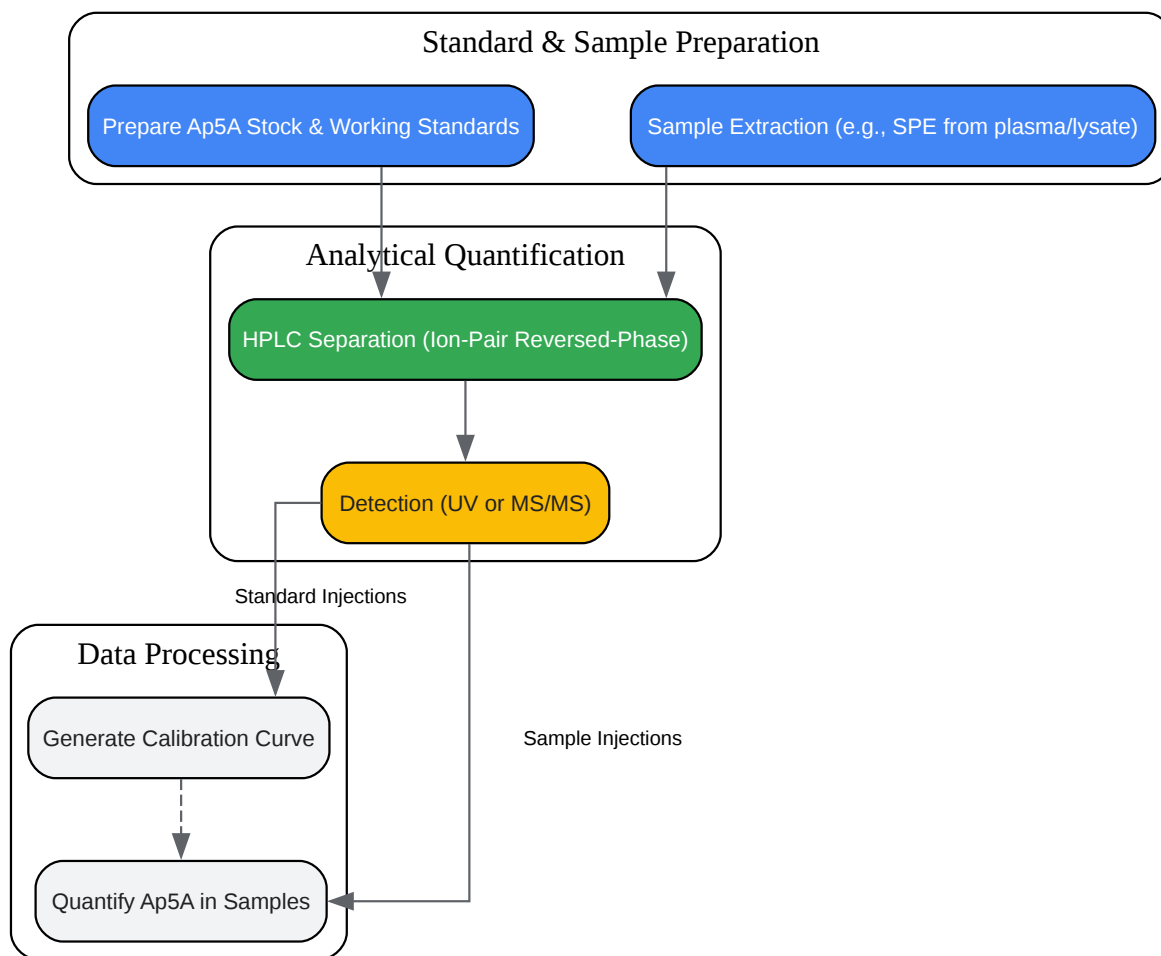 Standard & Sample Preparation
Prepare Ap5A Stock & Working Standards
Sample Extraction (e.g., SPE from plasma/lysate)
Analytical Quantification
HPLC Separation (Ion-Pair Reversed-Phase)
Detection (UV or MS/MS)
Standard Injections
Data Processing
Generate Calibration Curve
Sample Injections
Quantify Ap5A in Samples